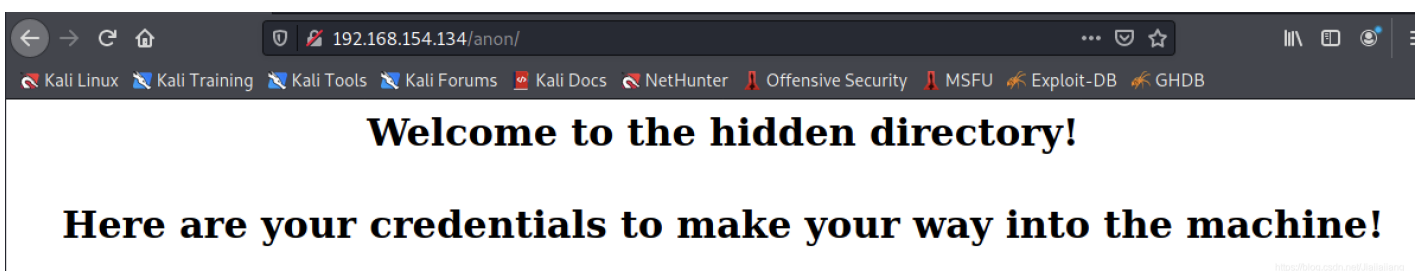 192.168.154.134/anon/
Kali Linux Kali Training Kali Tools Kali Forums Kali Docs NetHunter Offensive Security MSFU Exploit-DB GHDB
Welcome to the hidden directory!
Here are your credentials to make your way into the machine!